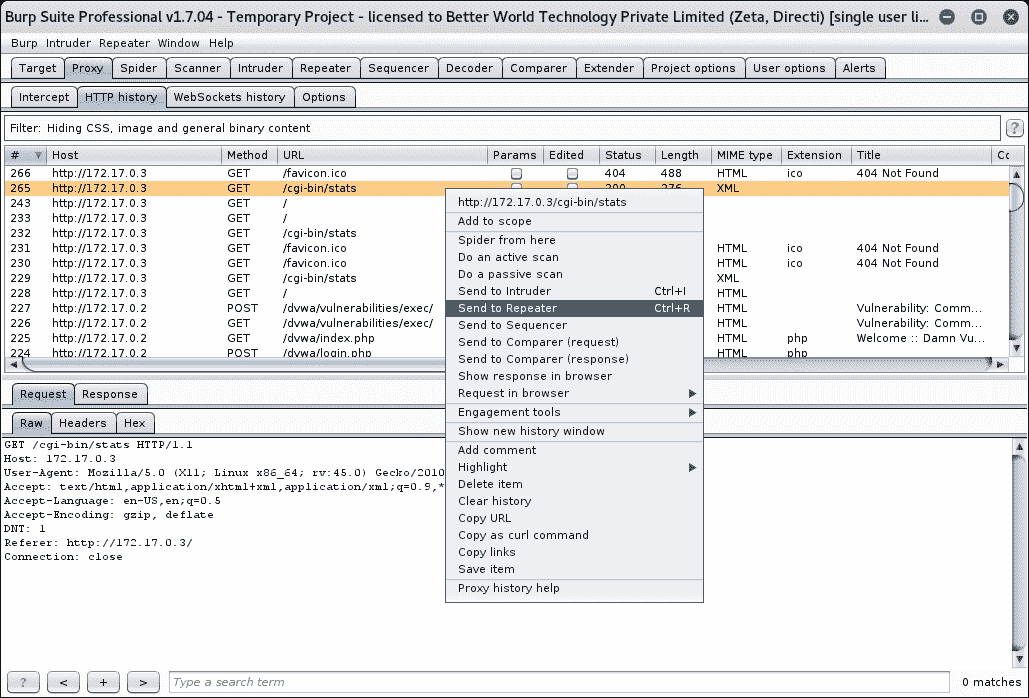 Burp Suite Professional v1.7.04 - Temporary Project - licensed to Better World Technology Private Limited (Zeta, Directi) [single user li...
Burp Intruder Repeater Window Help
Target Proxy Spider Scanner Intruder Repeater Sequencer Decoder Comparer Extender Project options User options Alerts
Intercept HTTP history WebSockets history Options
Filter: Hiding CSS, image and general binary content ?
# Host Method URL Params Edited Status Length MIME type Extension Title Cc
266 http://172.17.0.3 GET /favicon.ico 404 488 HTML ico 404 Not Found
265 http://172.17.0.3 GET /cgi-bin/stats 200 276 XML
243 http://172.17.0.3 GET /
233 http://172.17.0.3 GET /
232 http://172.17.0.3 GET /cgi-bin/stats
231 http://172.17.0.3 GET /favicon.ico HTML ico 404 Not Found
230 http://172.17.0.3 GET /favicon.ico HTML ico 404 Not Found
229 http://172.17.0.3 GET /cgi-bin/stats XML
228 http://172.17.0.3 GET / HTML
227 http://172.17.0.2 POST /dvwa/vulnerabilities/exec/ HTML Vulnerability: Comm...
226 http://172.17.0.2 GET /dvwa/vulnerabilities/exec/ HTML Vulnerability: Comm...
225 http://172.17.0.2 GET /dvwa/index.php HTML php Welcome :: Damn Vu...
224 http://172.17.0.2 POST /dvwa/login.php HTML php
http://172.17.0.3/cgi-bin/stats
Add to scope
Spider from here
Do an active scan
Do a passive scan
Send to Intruder Ctrl+I
Send to Repeater Ctrl+R
Send to Sequencer
Send to Comparer (request)
Send to Comparer (response)
Show response in browser
Request in browser
Engagement tools
Show new history window
Add comment
Highlight
Delete item
Clear history
Copy URL
Copy as curl command
Copy links
Save item
Proxy history help
Request Response
Raw Headers Hex
GET /cgi-bin/stats HTTP/1.1
Host: 172.17.0.3
User-Agent: Mozilla/5.0 (X11; Linux x86_64; rv:45.0) Gecko/2010
Accept: text/html,application/xhtml+xml,application/xml;q=0.9,*
Accept-Language: en-US,en;q=0.5
Accept-Encoding: gzip, deflate
DNT: 1
Referer: http://172.17.0.3/
Connection: close
? < + > Type a search term 0 matches